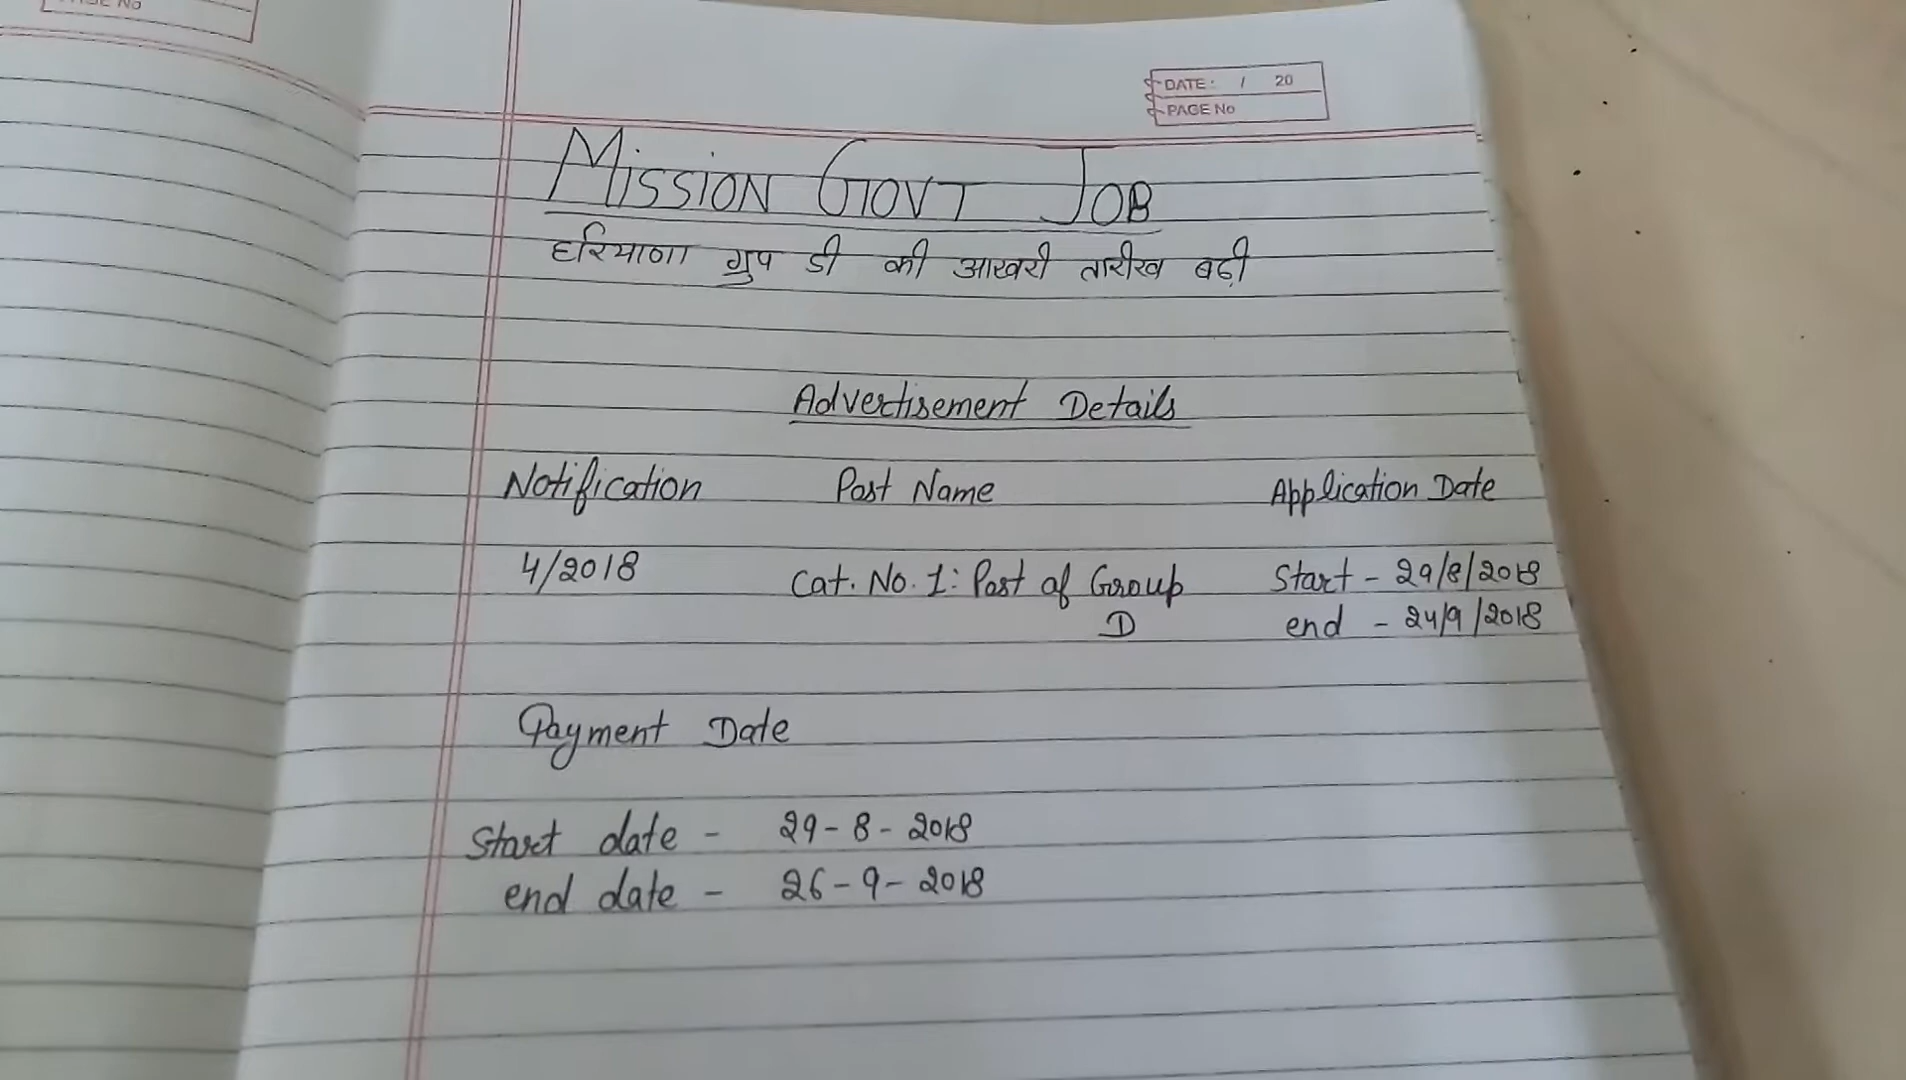 PAGE No
DATE: / 20
PAGE No
MISSION GOVT JOB
हरियाणा ग्रुप डी की आखरी तारीख बढ़ी
Advertisement Details
Notification Post Name Application Date
4/2018 Cat. No. 1: Post of Group Start - 29/8/2018
D end - 24/9/2018
Payment Date
Start date - 29-8-2018
end date - 26-9-2018